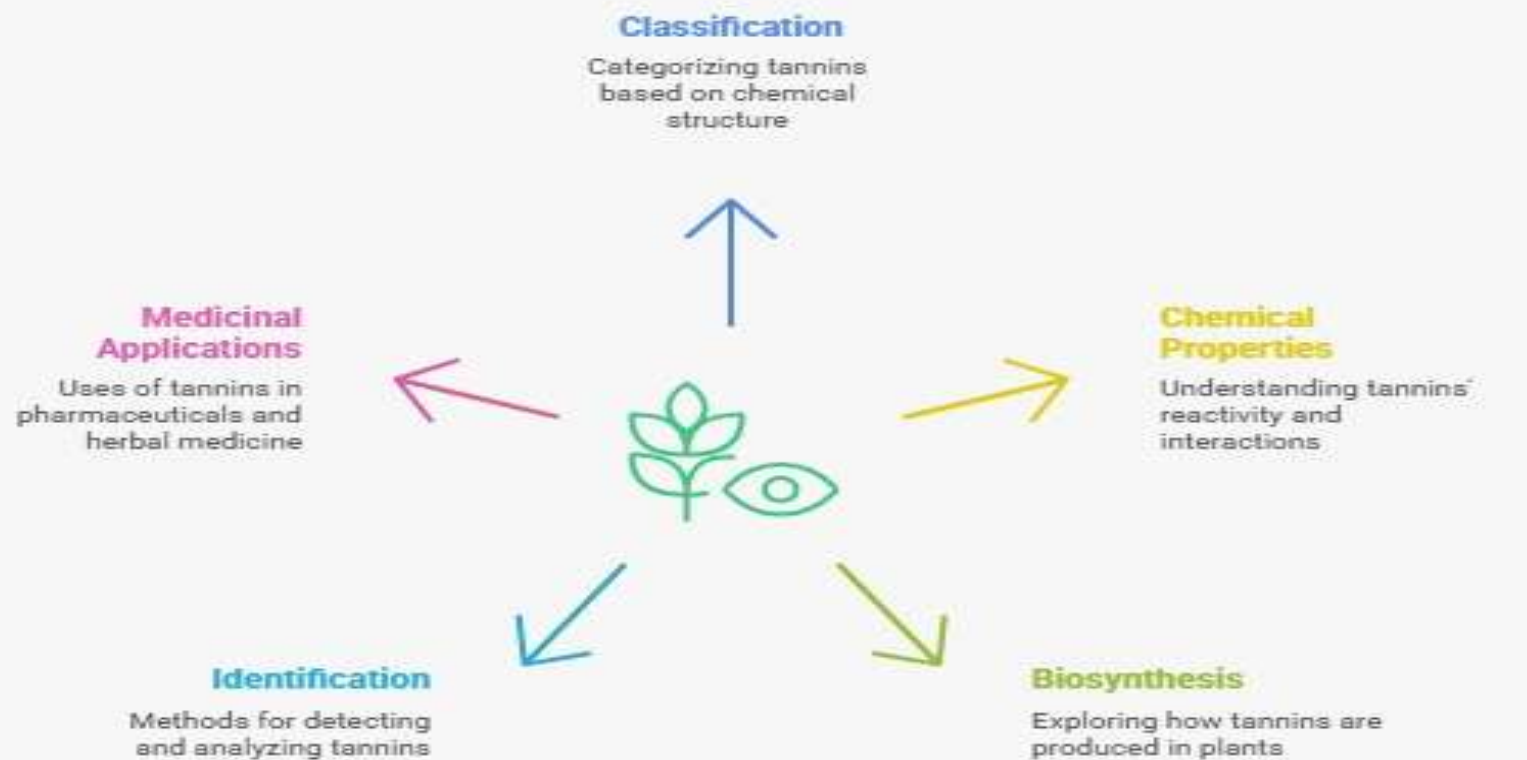 Classification
Categorizing tannins
based on chemical
structure
Medicinal
Applications
Uses of tannins in
pharmaceuticals and
herbal medicine
Chemical
Properties
Understanding tannins'
reactivity and
interactions
Identification
Methods for detecting
and analyzing tannins
Biosynthesis
Exploring how tannins are
produced in plants